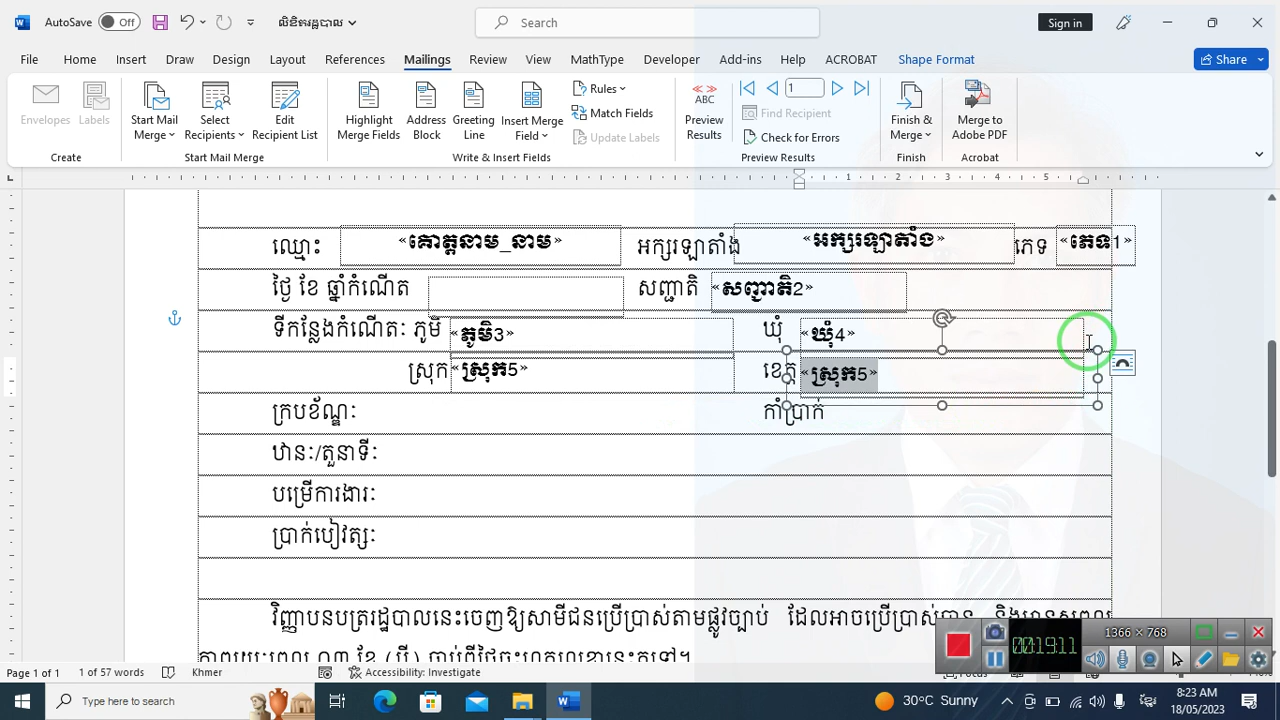 AutoSave Off លិខិតរដ្ឋបាល Search Sign in
File Home Insert Draw Design Layout References Mailings Review View MathType Developer Add-ins Help ACROBAT Shape Format Share
Envelopes Labels Start Mail Merge Select Recipients Edit Recipient List Highlight Merge Fields Address Block Greeting Line Insert Merge Field Rules Match Fields Update Labels Preview Results 1 Find Recipient Check for Errors Finish & Merge Merge to Adobe PDF
Create Start Mail Merge Write & Insert Fields Preview Results Finish Acrobat
1 2 3 4 5
ឈ្មោះ «គោត្តនាម_នាម» អក្សរឡាតាំង «អក្សរឡាតាំង» ភេទ «ភេទ1»
ថ្ងៃ ខែ ឆ្នាំកំណើត សញ្ជាតិ «សញ្ជាតិ2»
ទីកន្លែងកំណើតៈ ភូមិ «ភូមិ3» ឃុំ «ឃុំ4»
ស្រុក «ស្រុក5» ខេត្ត «ស្រុក5»
ក្របខ័ណ្ឌៈ កាំប្រាក់
ឋានៈ/តួនាទីៈ
បម្រើការងារៈ
ប្រាក់បៀវត្សៈ
វិញ្ញាបនបត្ររដ្ឋបាលនេះចេញឱ្យសាមីជនប្រើប្រាស់តាមផ្លូវច្បាប់ ដែលអាចប្រើប្រាស់បាន
1366 × 768
00:19:11
Page 1 of 1 1 of 57 words Khmer Accessibility: Investigate Focus
Type here to search 30°C Sunny 8:23 AM
18/05/2023